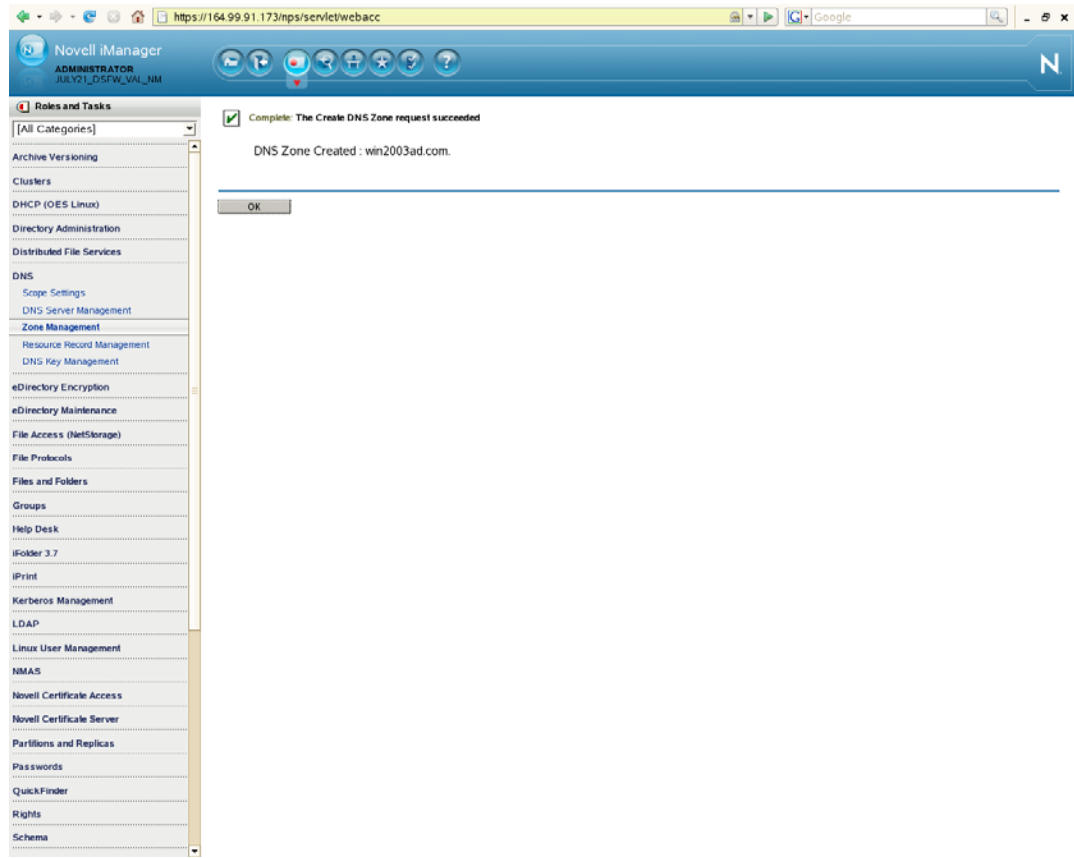 https://164.99.91.173/nps/servlet/webacc
G Google
Novell iManager
ADMINISTRATOR
JULY21_DSFW_VAL_NM
N
N
Roles and Tasks
[All Categories]
Archive Versioning
Clusters
DHCP (OES Linux)
Directory Administration
Distributed File Services
DNS
Scope Settings
DNS Server Management
Zone Management
Resource Record Management
DNS Key Management
eDirectory Encryption
eDirectory Maintenance
File Access (NetStorage)
File Protocols
Files and Folders
Groups
Help Desk
iFolder 3.7
iPrint
Kerberos Management
LDAP
Linux User Management
NMAS
Novell Certificate Access
Novell Certificate Server
Partitions and Replicas
Passwords
QuickFinder
Rights
Schema
Complete: The Create DNS Zone request succeeded
DNS Zone Created : win2003ad.com.
OK